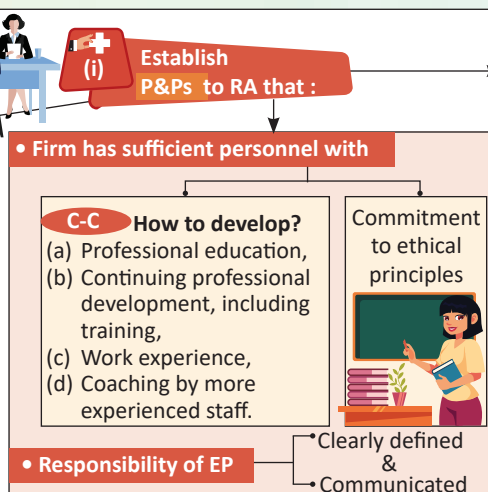 (i)
Establish
P&Ps to RA that :
• Firm has sufficient personnel with
C-C How to develop?
(a) Professional education,
(b) Continuing professional
development, including
training,
(c) Work experience,
(d) Coaching by more
experienced staff.
Commitment
to ethical
principles
• Responsibility of EP
•Clearly defined
&
•Communicated